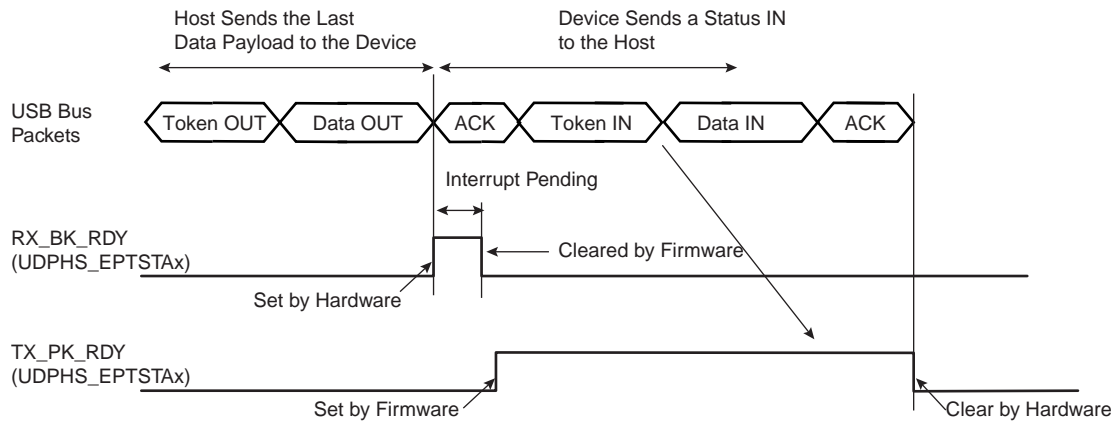 Host Sends the Last
Data Payload to the Device
Device Sends a Status IN
to the Host
USB Bus
Packets
Token OUT
Data OUT
ACK
Token IN
Data IN
ACK
Interrupt Pending
RX_BK_RDY
(UDPHS_EPTSTAx)
Cleared by Firmware
Set by Hardware
TX_PK_RDY
(UDPHS_EPTSTAx)
Set by Firmware
Clear by Hardware